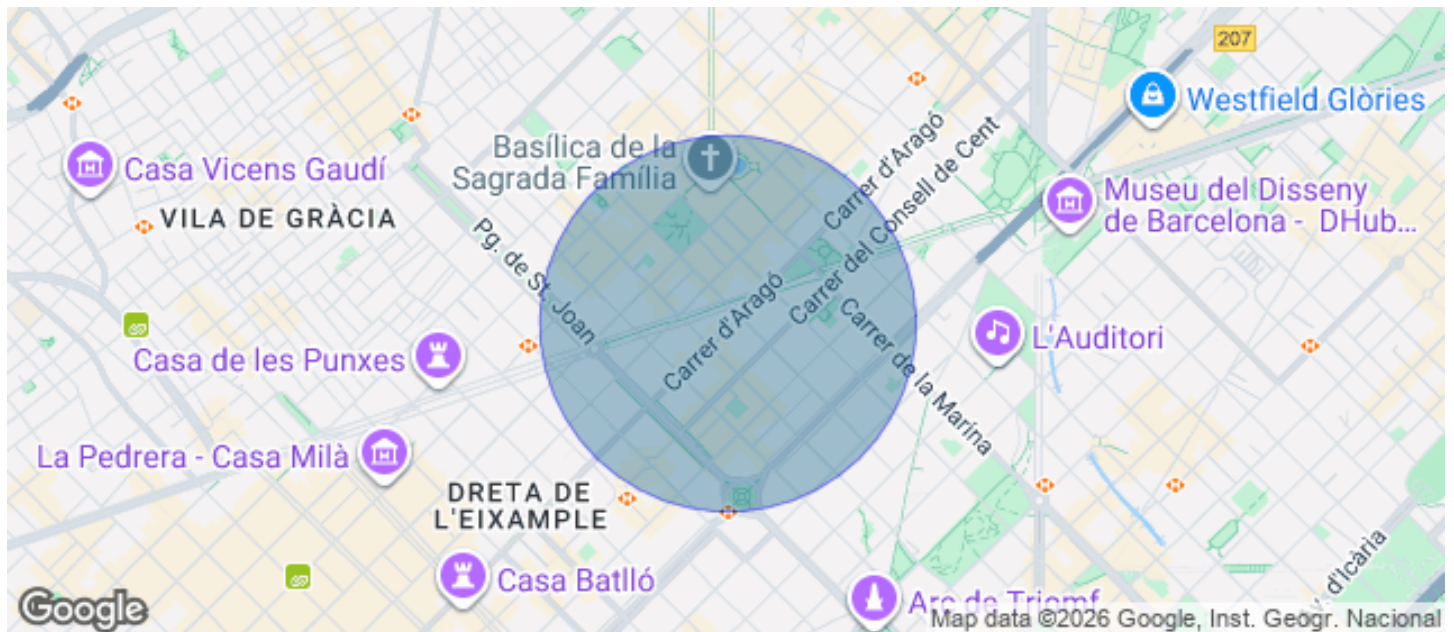 207
Westfield Glòries
Basílica de la
Sagrada Família
Carrer d'Aragó
Carrer del Consell de Cent
Casa Vicens Gaudí
Museu del Disseny
de Barcelona - DHub...
VILA DE GRÀCIA
Pg. de St. Joan
Carrer d'Aragó
Carrer de la Marina
L'Auditori
Casa de les Punxes
La Pedrera - Casa Milà
DRETA DE
L'EIXAMPLE
Casa Batlló
Arc de Triomf
d'Icària
Google
Map data ©2026 Google, Inst. Geogr. Nacional